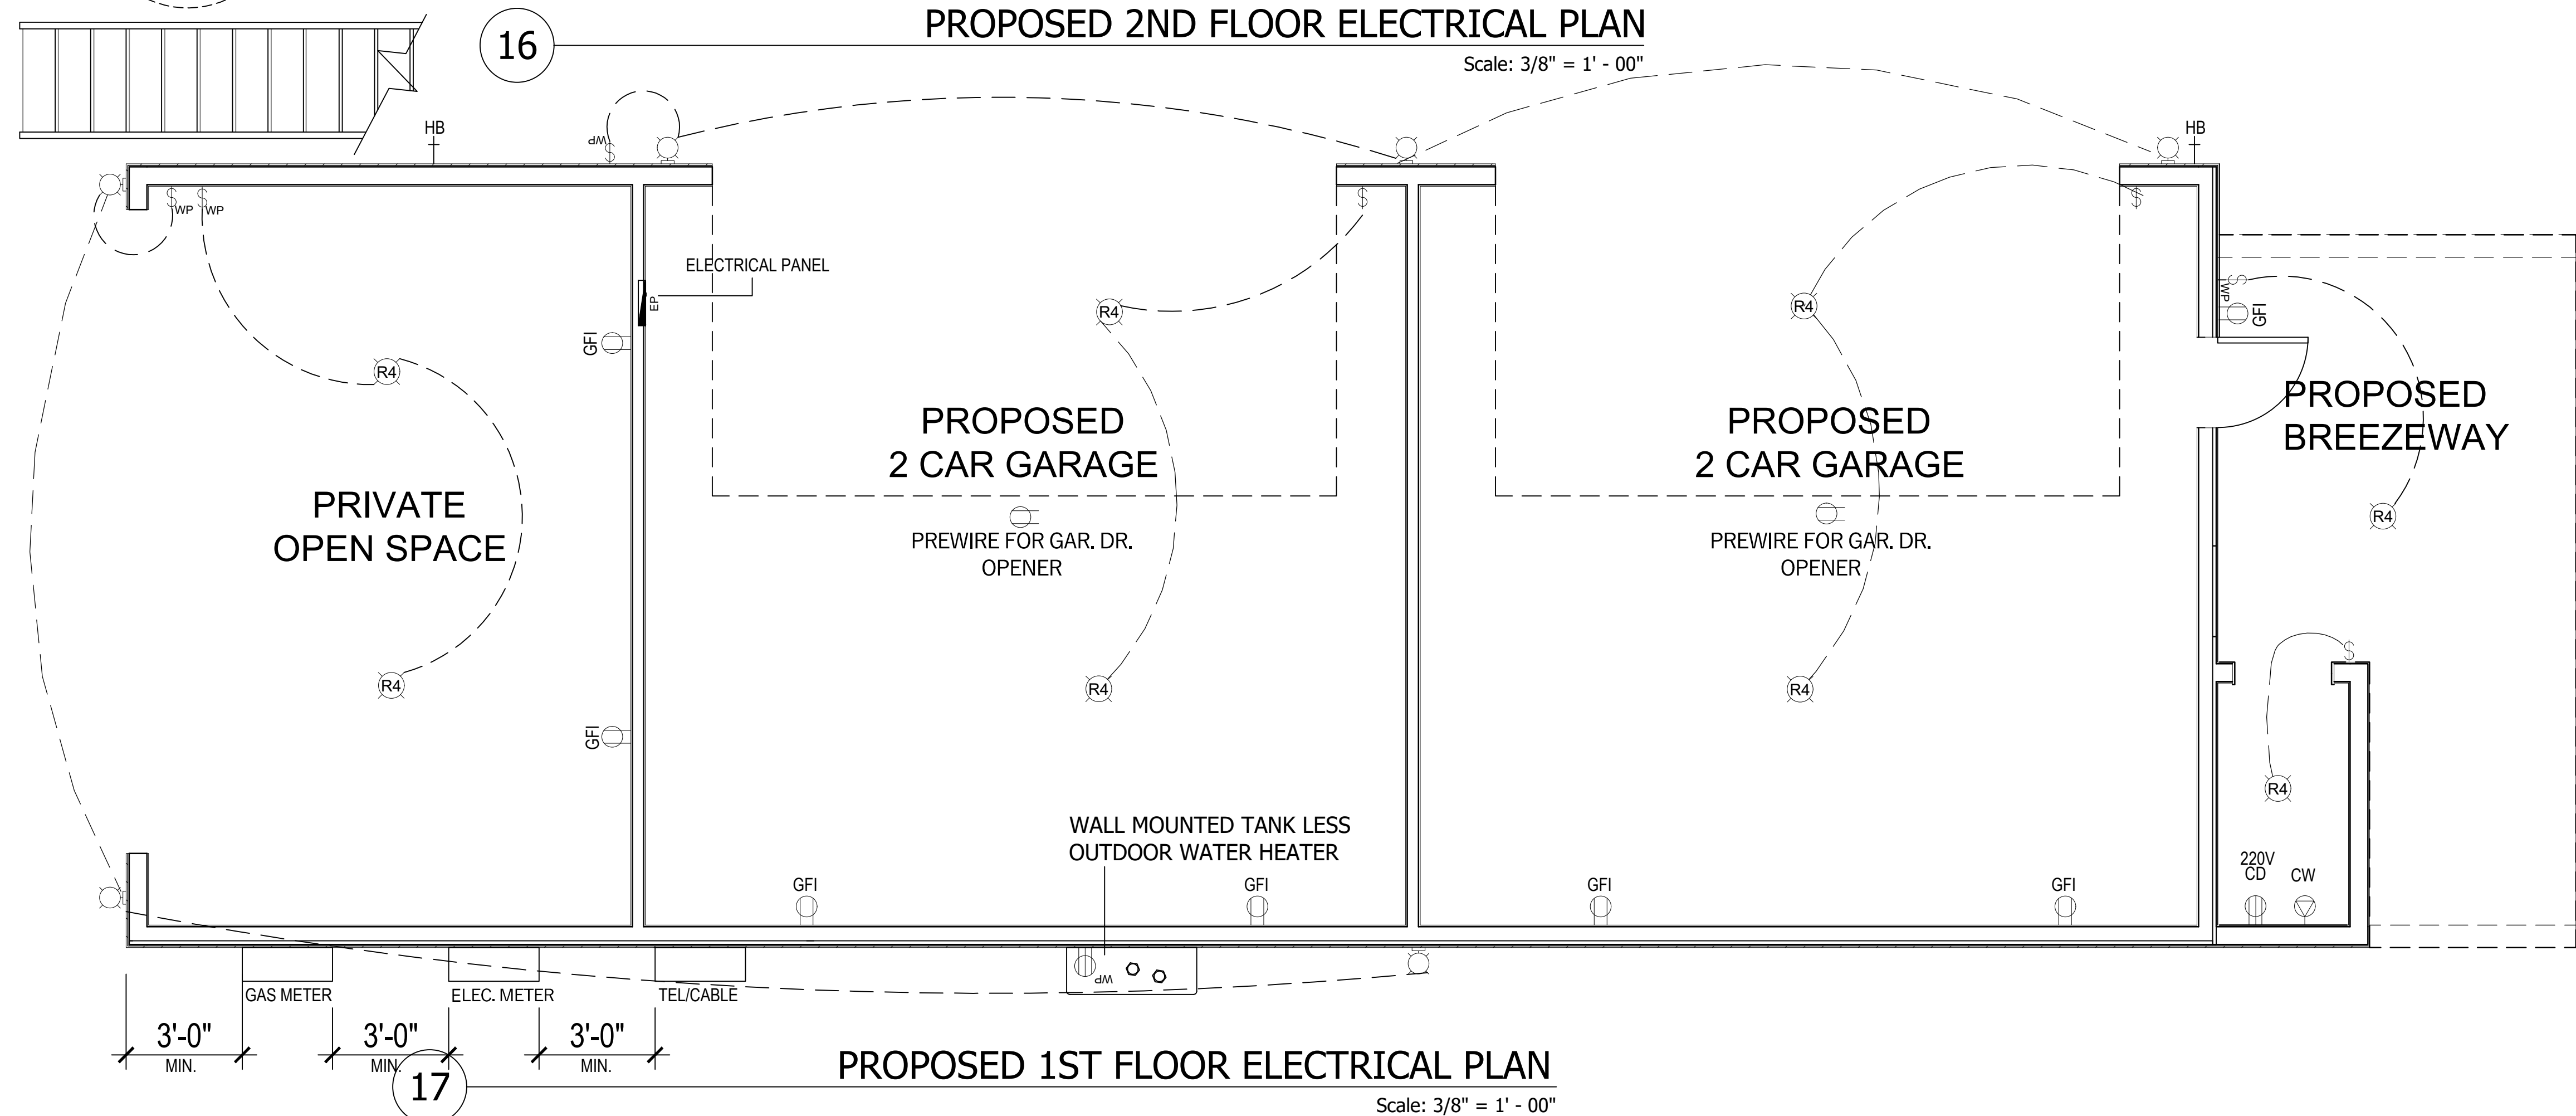 PROPOSED 2ND FLOOR ELECTRICAL PLAN
16
Scale: 3/8" = 1' - 00"
HB
WP
$
HB
$
WP
$
WP
$
$
ELECTRICAL PANEL
EP
GFI
R4
R4
R4
$
WP
GFI
PROPOSED
2 CAR GARAGE
PROPOSED
2 CAR GARAGE
PROPOSED
BREEZEWAY
PRIVATE
OPEN SPACE
PREWIRE FOR GAR. DR.
OPENER
PREWIRE FOR GAR. DR.
OPENER
R4
R4
R4
R4
$
GFI
R4
WALL MOUNTED TANK LESS
OUTDOOR WATER HEATER
220V
CD
CW
GFI
GFI
GFI
GFI
WP
GAS METER
ELEC. METER
TEL/CABLE
3'-0"
MIN.
3'-0"
MIN.
3'-0"
MIN.
17
PROPOSED 1ST FLOOR ELECTRICAL PLAN
Scale: 3/8" = 1' - 00"